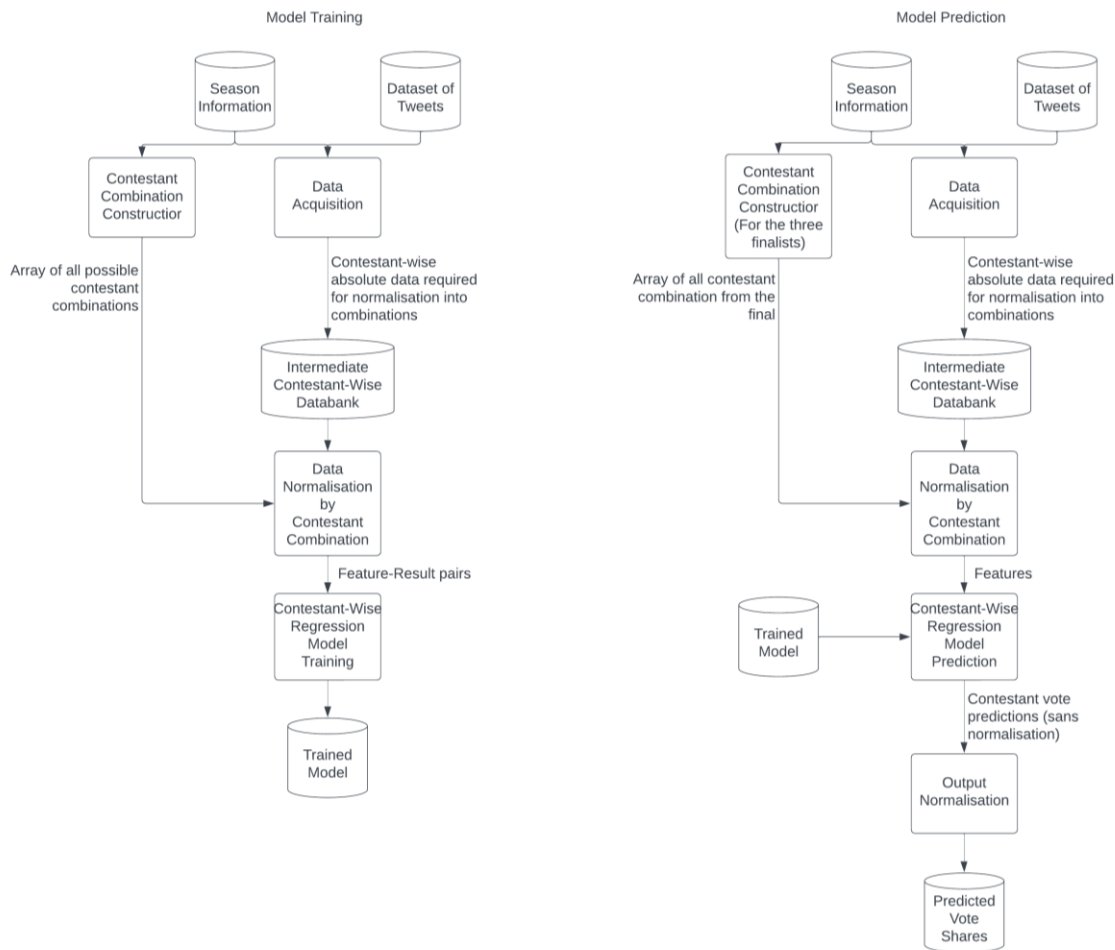 Model Training
Season
Information
Dataset of
Tweets
Contestant
Combination
Constructior
Data
Acquisition
Array of all possible
contestant
combinations
Contestant-wise
absolute data required
for normalisation into
combinations
Intermediate
Contestant-Wise
Databank
Data
Normalisation
by
Contestant
Combination
Feature-Result pairs
Contestant-Wise
Regression
Model
Training
Trained
Model
Model Prediction
Season
Information
Dataset of
Tweets
Contestant
Combination
Constructior
(For the three
finalists)
Data
Acquisition
Array of all contestant
combination from the
final
Contestant-wise
absolute data required
for normalisation into
combinations
Intermediate
Contestant-Wise
Databank
Data
Normalisation
by
Contestant
Combination
Features
Trained
Model
Contestant-Wise
Regression
Model
Prediction
Contestant vote
predictions (sans
normalisation)
Output
Normalisation
Predicted
Vote
Shares